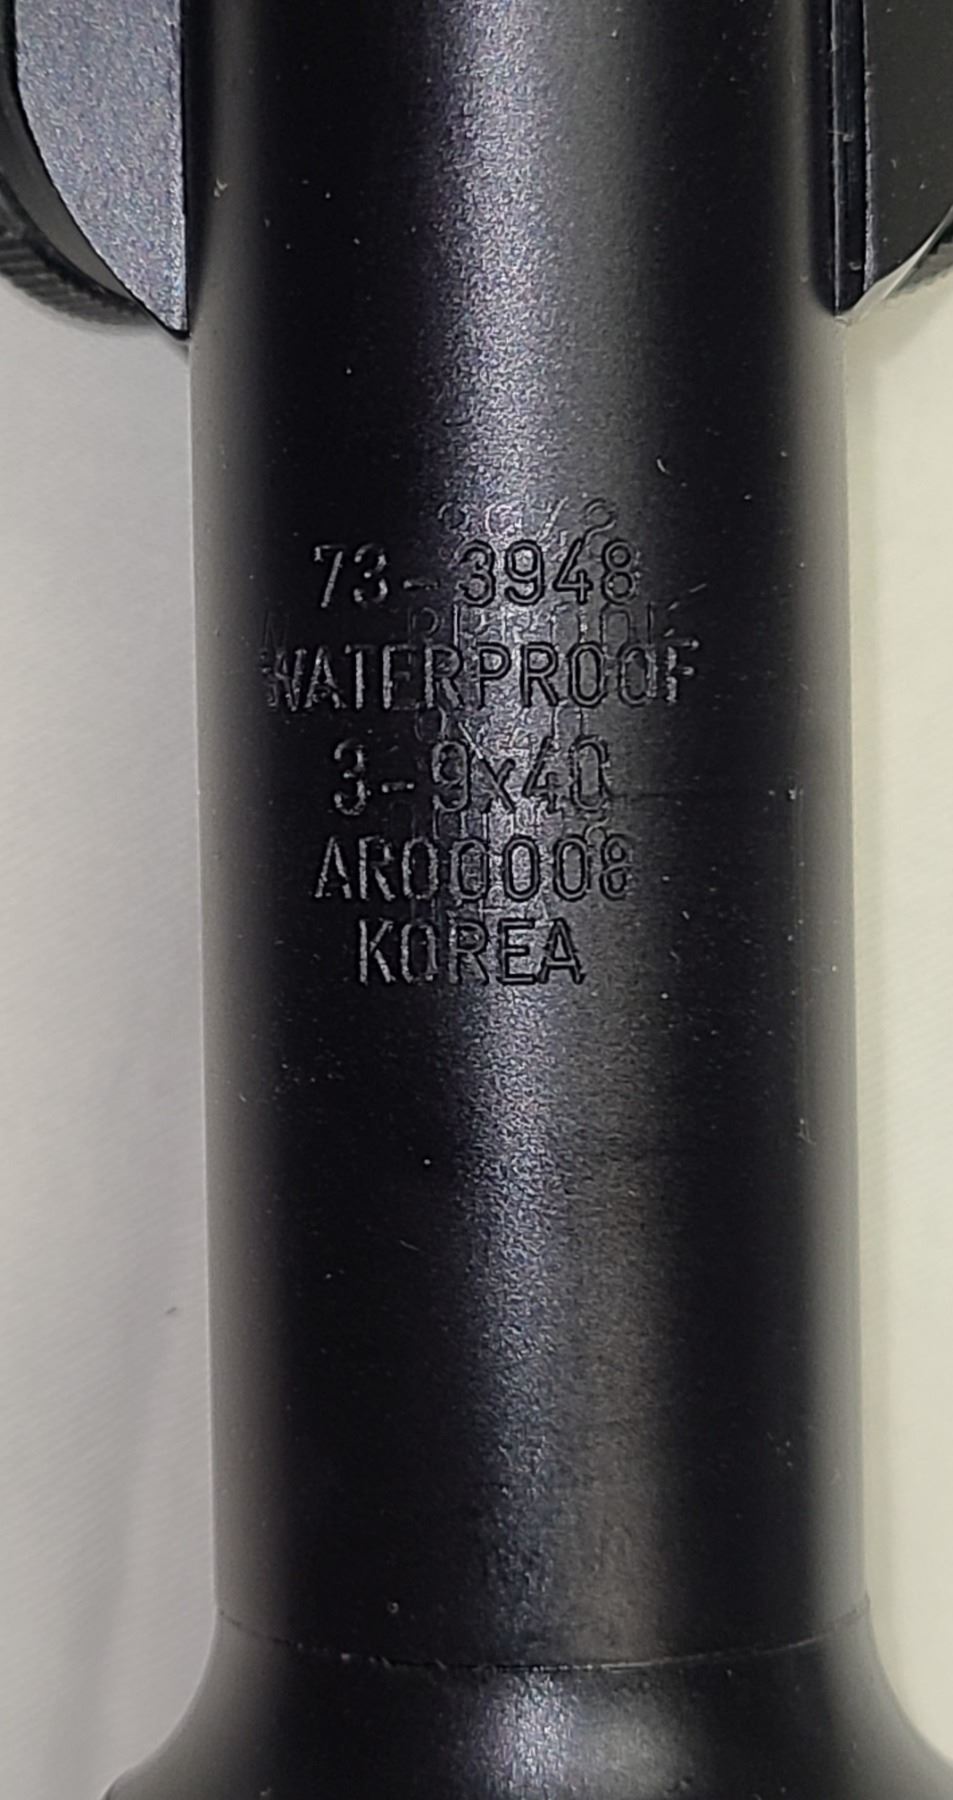 73-3948
WATERPROOF
3-9x40
AR00008
KOREA